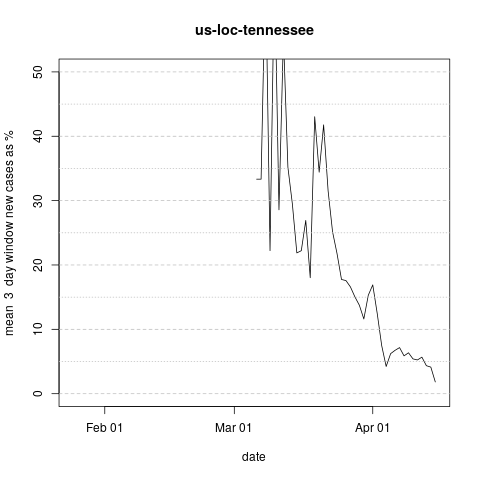 us-loc-tennessee
mean  3  day window new cases as %
50
40
30
20
10
0
Feb 01
Mar 01
Apr 01
date